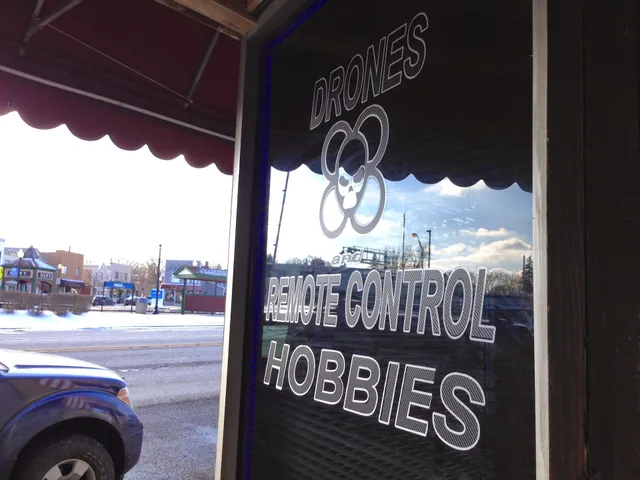 DRONES
and
REMOTE CONTROL
HOBBIES